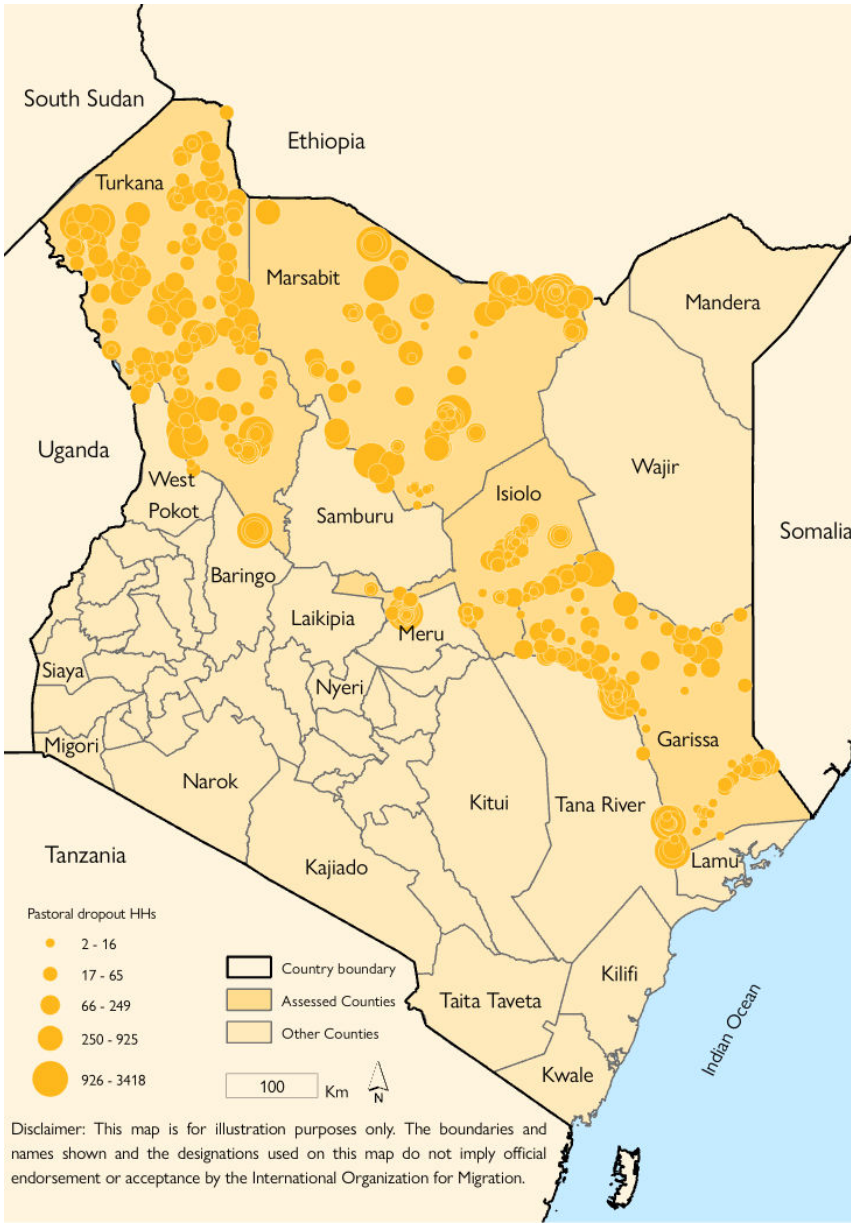 South Sudan
Ethiopia
Turkana
Marsabit
Mandera
Uganda
Wajir
West
Pokot
Isiolo
Samburu
Somalia
Baringo
Laikipia
Meru
Siaya
Nyeri
Migori
Garissa
Narok
Kitui
Tana River
Tanzania
Kajiado
Lamu
Pastoral dropout HHs
2 - 16
17 - 65
66 - 249
250 - 925
926 - 3418
Country boundary
Assessed Counties
Other Counties
100 Km
N
Taita Taveta
Kilifi
Kwale
Indian Ocean
Disclaimer: This map is for illustration purposes only. The boundaries and
names shown and the designations used on this map do not imply official
endorsement or acceptance by the International Organization for Migration.